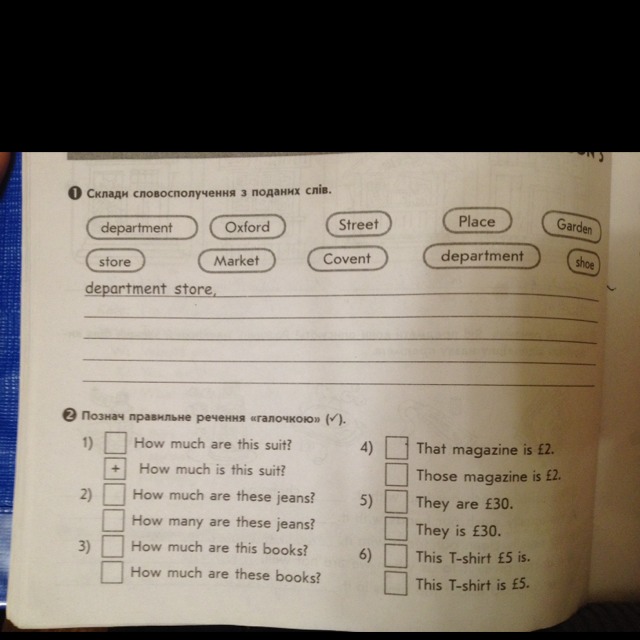 1 Склади словосполучення з поданих слів.
department Oxford Street Place Garden
store Market Covent department shoe
department store,
2 Познач правильне речення «галочкою» (✓).
1) How much are this suit?
+ How much is this suit?
2) How much are these jeans?
How many are these jeans?
3) How much are this books?
How much are these books?
4) That magazine is £2.
Those magazine is £2.
5) They are £30.
They is £30.
6) This T-shirt £5 is.
This T-shirt is £5.